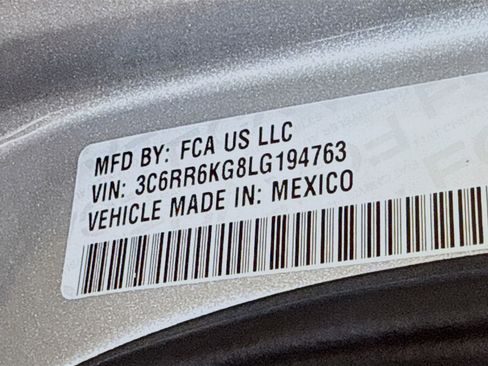 MFD BY: FCA US LLC
VIN: 3C6RR6KG8LG194763
VEHICLE MADE IN: MEXICO